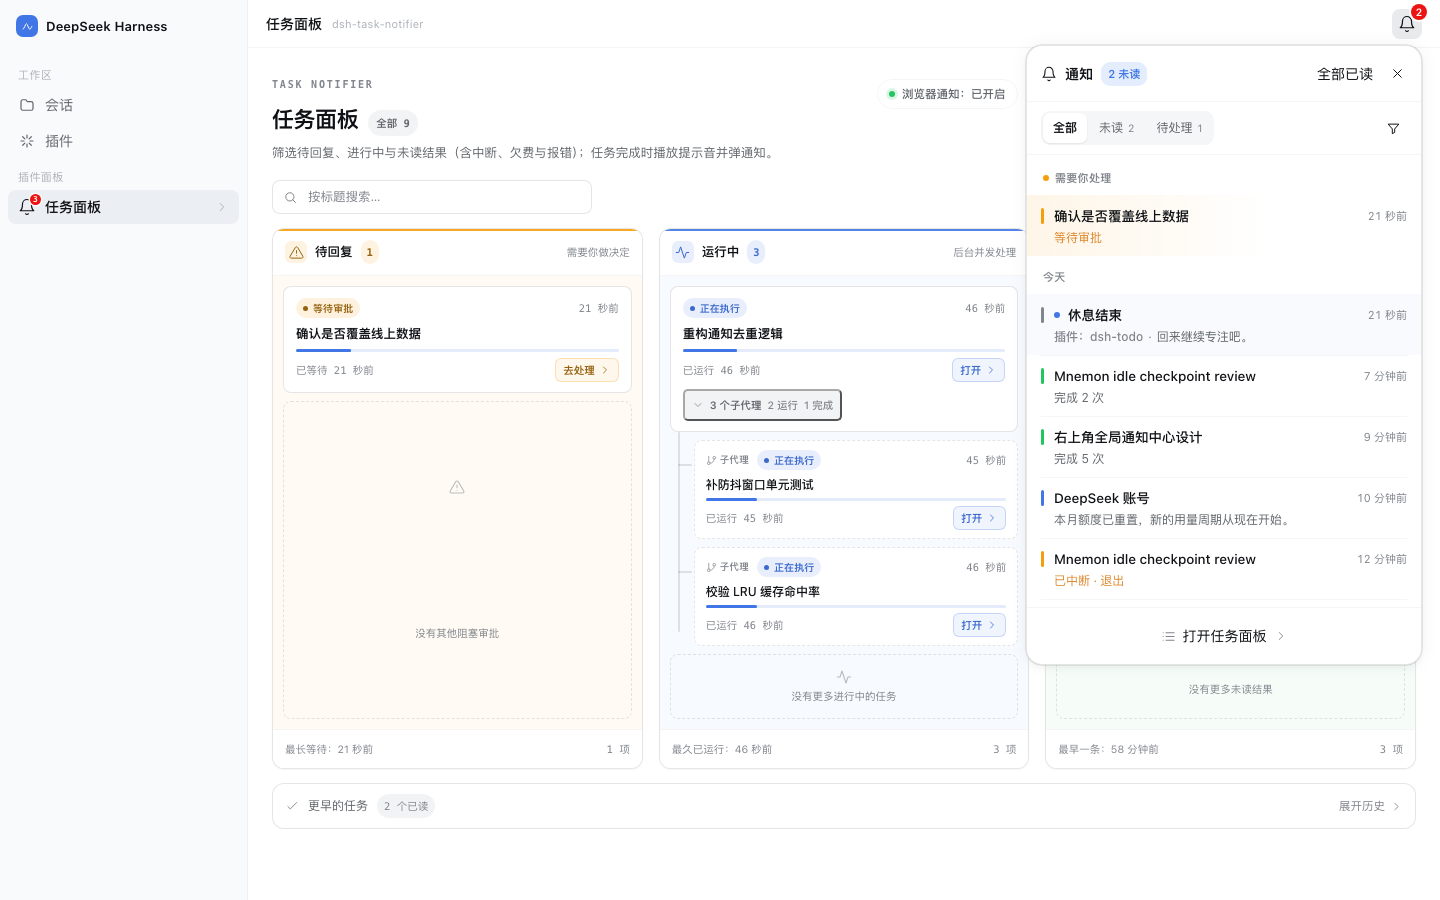 DeepSeek Harness
工作区
会话
插件
插件面板
3
任务面板
任务面板 dsh-task-notifier
2
TASK NOTIFIER
任务面板 全部 9
浏览器通知：已开启
筛选待回复、进行中与未读结果（含中断、欠费与报错）；任务完成时播放提示音并弹通知。
按标题搜索...
待回复 1 需要你做决定
等待审批 21 秒前
确认是否覆盖线上数据
已等待 21 秒前 去处理
没有其他阻塞审批
最长等待：21 秒前 1 项
运行中 3 后台并发处理
正在执行 46 秒前
重构通知去重逻辑
已运行 46 秒前 打开
3 个子代理 2 运行 1 完成
子代理 正在执行 45 秒前
补防抖窗口单元测试
已运行 45 秒前 打开
子代理 正在执行 46 秒前
校验 LRU 缓存命中率
已运行 46 秒前 打开
没有更多进行中的任务
最久已运行：46 秒前 3 项
没有更多未读结果
最早一条：58 分钟前 3 项
更早的任务 2 个已读 展开历史
通知 2 未读 全部已读
全部 未读 2 待处理 1
需要你处理
确认是否覆盖线上数据 21 秒前
等待审批
今天
休息结束 21 秒前
插件：dsh-todo · 回来继续专注吧。
Mnemon idle checkpoint review 7 分钟前
完成 2 次
右上角全局通知中心设计 9 分钟前
完成 5 次
DeepSeek 账号 10 分钟前
本月额度已重置，新的用量周期从现在开始。
Mnemon idle checkpoint review 12 分钟前
已中断 · 退出
打开任务面板